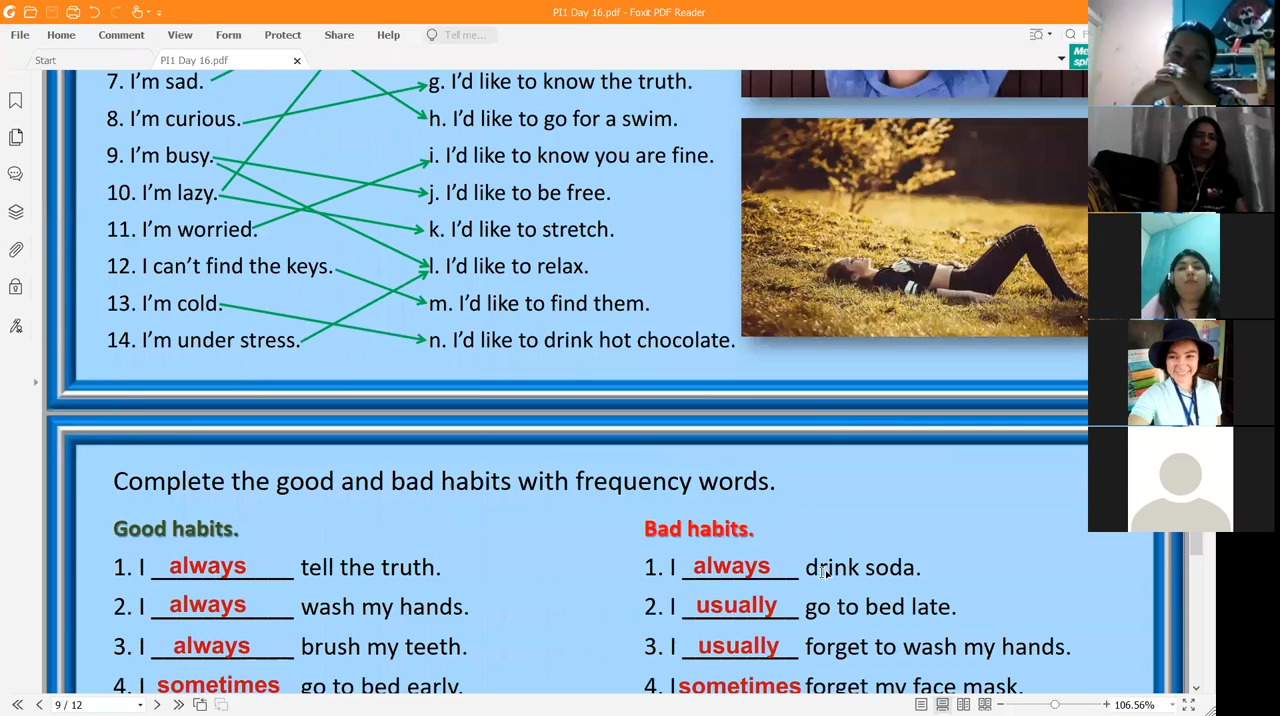 PI1 Day 16.pdf - Foxit PDF Reader
File Home Comment View Form Protect Share Help Tell me...
Start PI1 Day 16.pdf
7. I'm sad.
8. I'm curious.
9. I'm busy.
10. I'm lazy.
11. I'm worried.
12. I can't find the keys.
13. I'm cold.
14. I'm under stress.
g. I'd like to know the truth.
h. I'd like to go for a swim.
i. I'd like to know you are fine.
j. I'd like to be free.
k. I'd like to stretch.
l. I'd like to relax.
m. I'd like to find them.
n. I'd like to drink hot chocolate.
Complete the good and bad habits with frequency words.
Good habits.
1. I always tell the truth.
2. I always wash my hands.
3. I always brush my teeth.
4. I sometimes go to bed early.
Bad habits.
1. I always drink soda.
2. I usually go to bed late.
3. I usually forget to wash my hands.
4. I sometimes forget my face mask.
9 / 12
106.56%